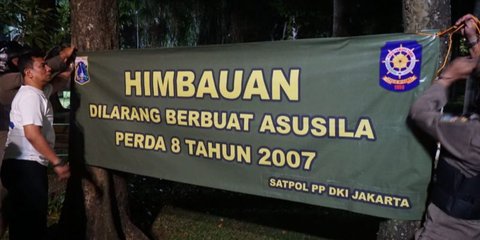 HIMBAUAN
DILARANG BERBUAT ASUSILA
PERDA 8 TAHUN 2007
SATPOL PP DKI JAKARTA